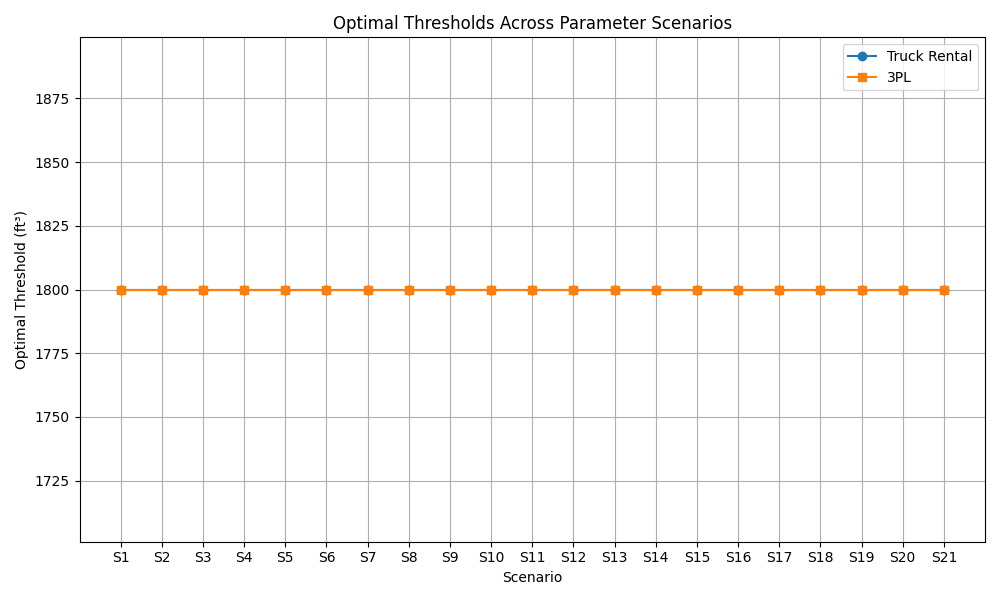 Optimal Thresholds Across Parameter Scenarios
Truck Rental
3PL
1875
1850
1825
1800
1775
1750
1725
Optimal Threshold (ft³)
S1 S2 S3 S4 S5 S6 S7 S8 S9 S10 S11 S12 S13 S14 S15 S16 S17 S18 S19 S20 S21
Scenario